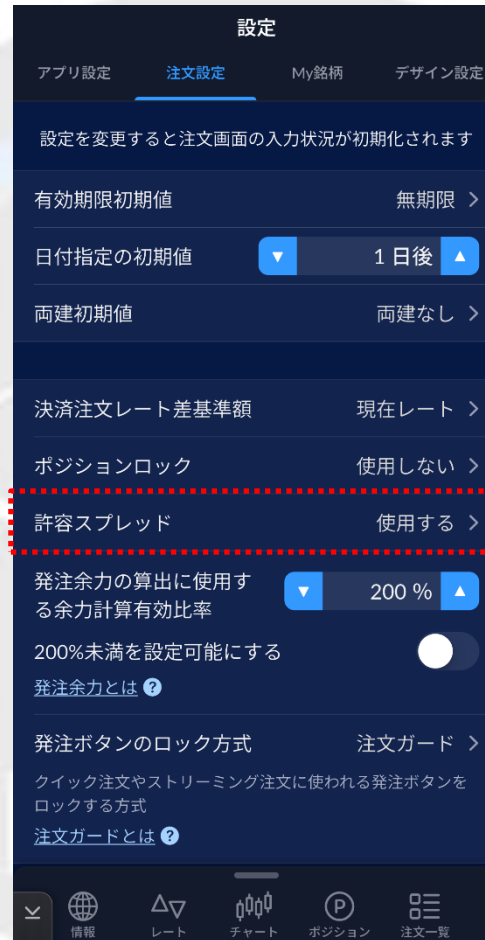 設定
アプリ設定 注文設定 My銘柄 デザイン設定
設定を変更すると注文画面の入力状況が初期化されます
有効期限初期値 無期限 >
日付指定の初期値 ▼ 1 日後 ▲
両建初期値 両建なし >
決済注文レート差基準額 現在レート >
ポジションロック 使用しない >
許容スプレッド 使用する >
発注余力の算出に使用す
る余力計算有効比率 ▼ 200 % ▲
200%未満を設定可能にする
発注余力とは ?
発注ボタンのロック方式 注文ガード >
クイック注文やストリーミング注文に使われる発注ボタンを
ロックする方式
注文ガードとは ?
情報 レート チャート P ポジション 注文一覧